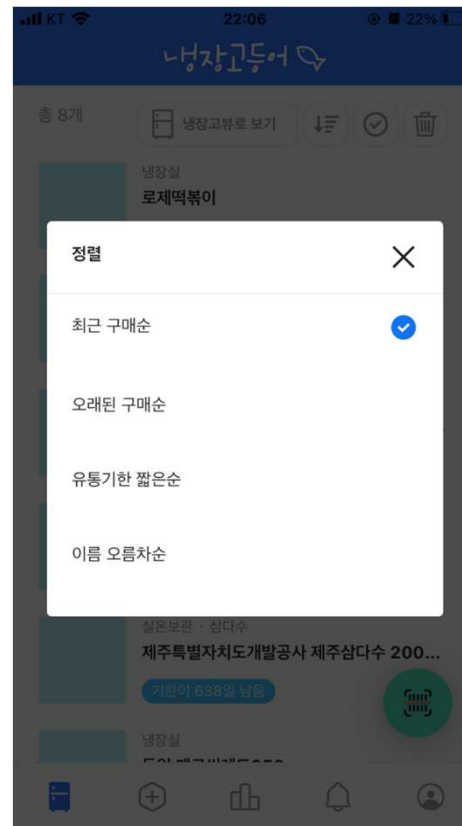 KT 22:06 22%
냉장고등어
총 8개 냉장고뷰로 보기
냉장실
로제떡볶이
정렬
최근 구매순
오래된 구매순
유통기한 짧은순
이름 오름차순
실온보관 · 삼다수
제주특별자치도개발공사 제주삼다수 200...
기한이 638일 남음
냉장실